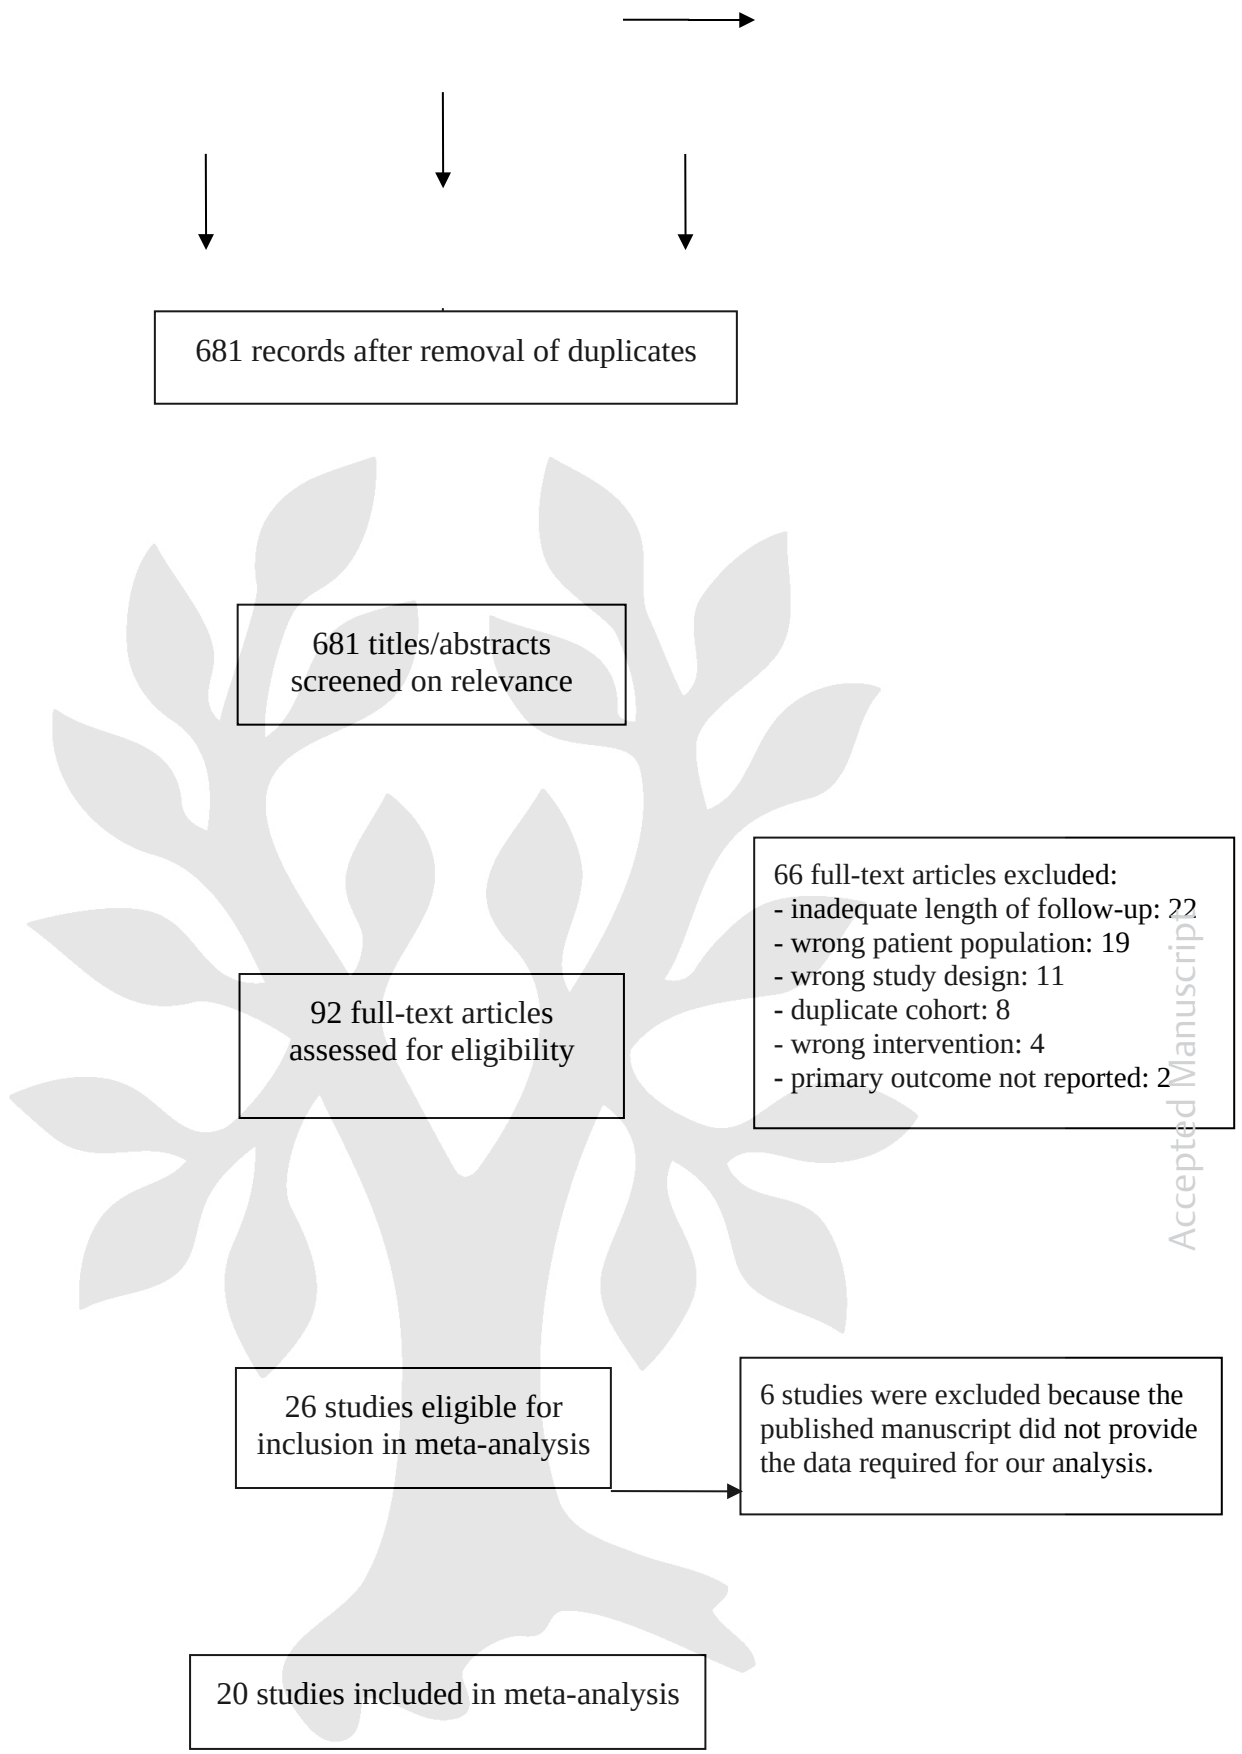 681 records after removal of duplicates
681 titles/abstracts
screened on relevance
66 full-text articles excluded:
- inadequate length of follow-up: 22
- wrong patient population: 19
- wrong study design: 11
- duplicate cohort: 8
- wrong intervention: 4
- primary outcome not reported: 2
92 full-text articles
assessed for eligibility
Accepted Manuscript
26 studies eligible for
inclusion in meta-analysis
6 studies were excluded because the
published manuscript did not provide
the data required for our analysis.
20 studies included in meta-analysis